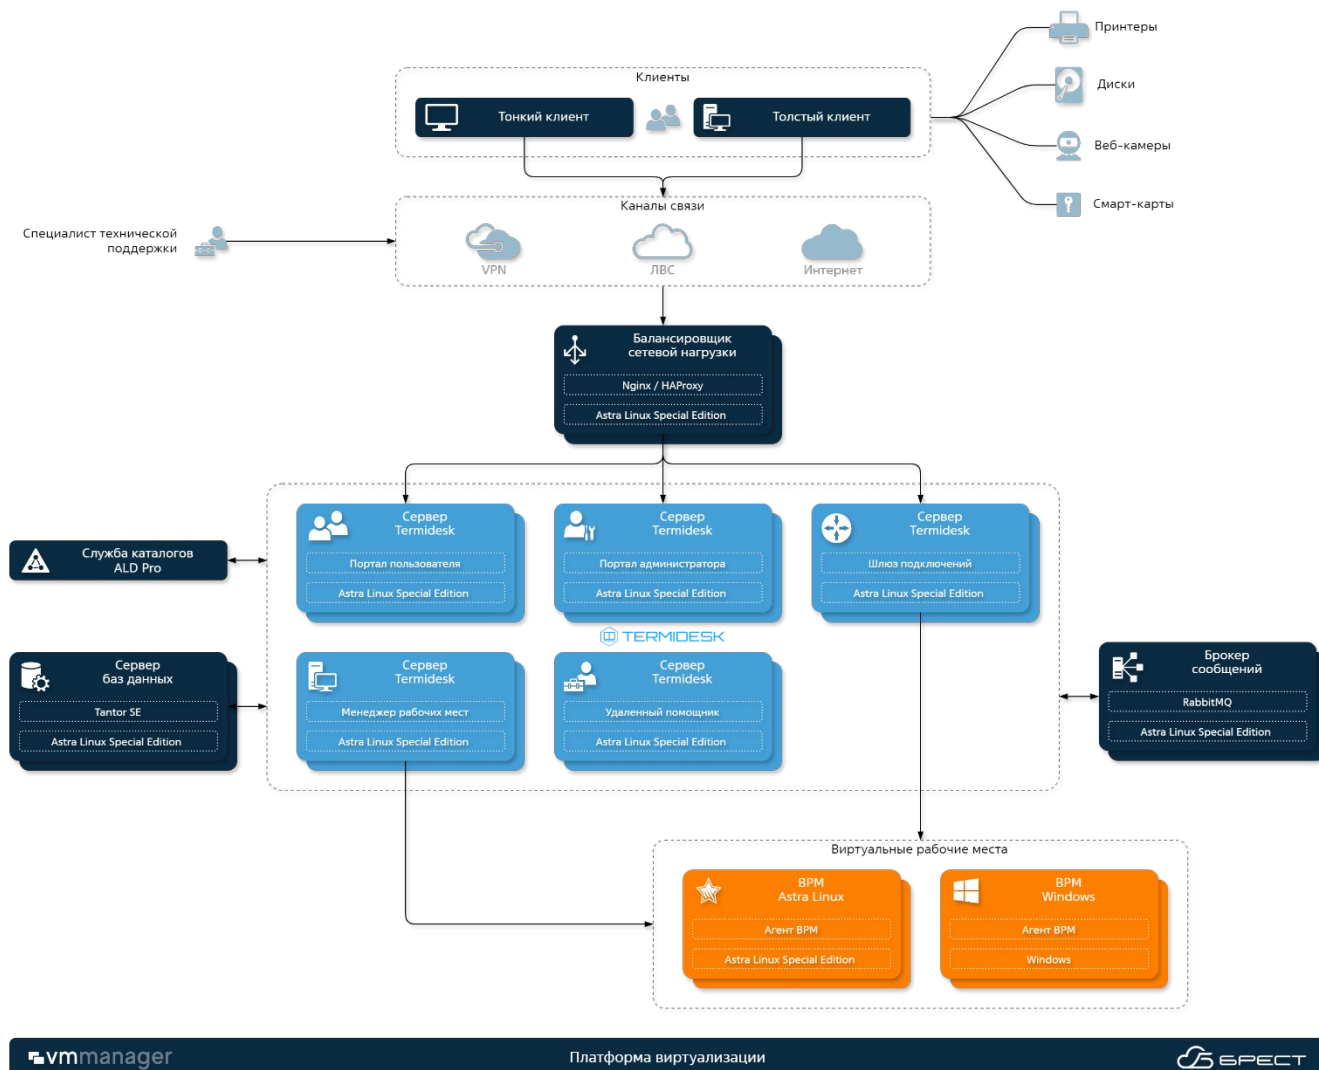 Принтеры
Клиенты
Тонкий клиент
Толстый клиент
Диски
Веб-камеры
Смарт-карты
Каналы связи
Специалист технической
поддержки
VPN
ЛВС
Интернет
Балансировщик
сетевой нагрузки
Nginx / HAProxy
Astra Linux Special Edition
Сервер
Termidesk
Портал пользователя
Astra Linux Special Edition
Сервер
Termidesk
Портал администратора
Astra Linux Special Edition
Сервер
Termidesk
Шлюз подключений
Astra Linux Special Edition
Служба каталогов
ALD Pro
TERMIDESK
Сервер
баз данных
Tantor SE
Astra Linux Special Edition
Сервер
Termidesk
Менеджер рабочих мест
Astra Linux Special Edition
Сервер
Termidesk
Удаленный помощник
Astra Linux Special Edition
Брокер
сообщений
RabbitMQ
Astra Linux Special Edition
Виртуальные рабочие места
ВРМ
Astra Linux
Агент ВРМ
Astra Linux Special Edition
ВРМ
Windows
Агент ВРМ
Windows
vmmanager
Платформа виртуализации
БРЕСТ